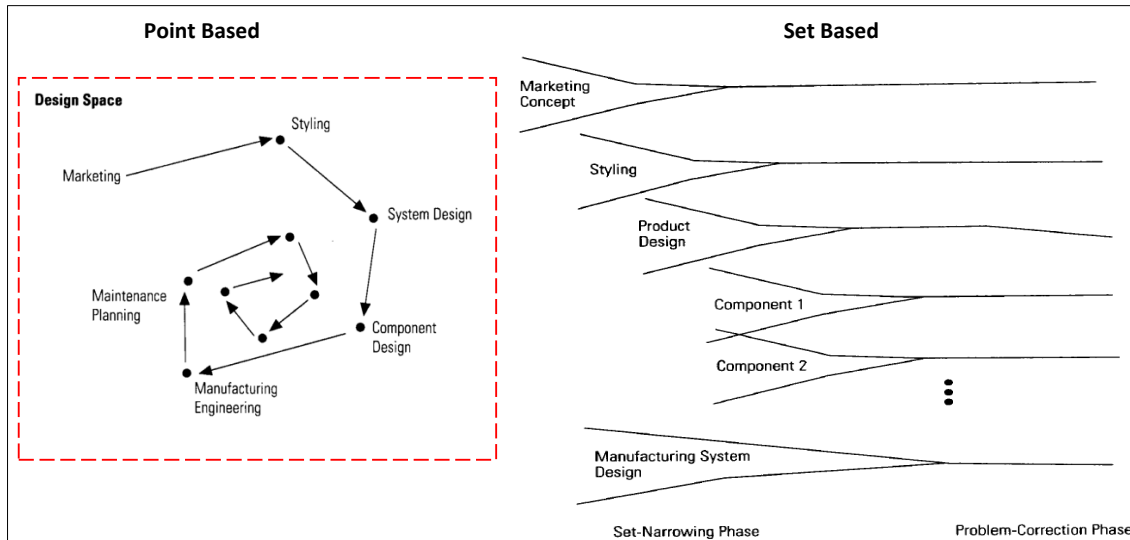 Point Based
Design Space
Styling
Marketing
System Design
Maintenance
Planning
Component
Design
Manufacturing
Engineering
Set Based
Marketing
Concept
Styling
Product
Design
Component 1
Component 2
Manufacturing System
Design
Set-Narrowing Phase
Problem-Correction Phase